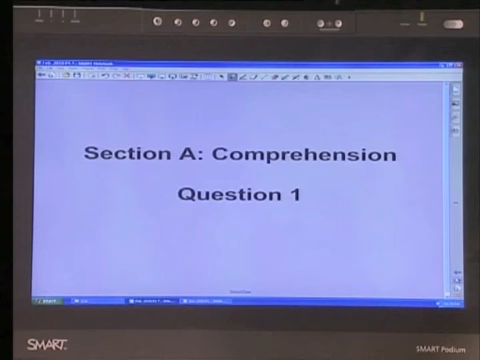 Section A: Comprehension
Question 1
SMART
SMART Podium